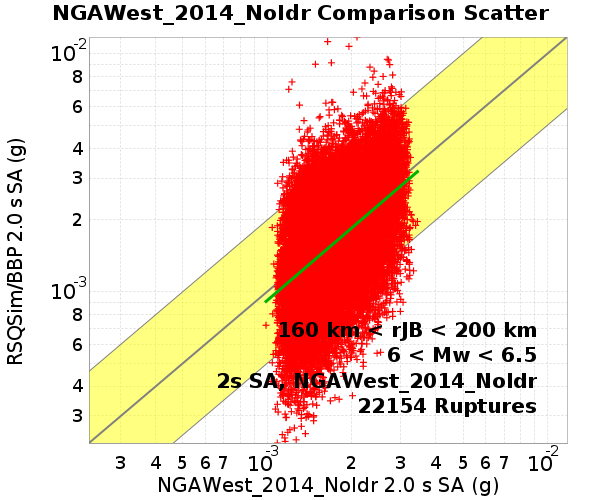 NGAWest_2014_NoIdr Comparison Scatter
RSQSim/BBP 2.0 s SA (g)
10-2
8
6
4
3
2
10-3
8
6
4
3
160 km < rJB < 200 km
6 < Mw < 6.5
2s SA, NGAWest_2014_NoIdr
22154 Ruptures
3 4 5 6 7 10-3 2 3 4 5 6 7 10-2
NGAWest_2014_NoIdr 2.0 s SA (g)